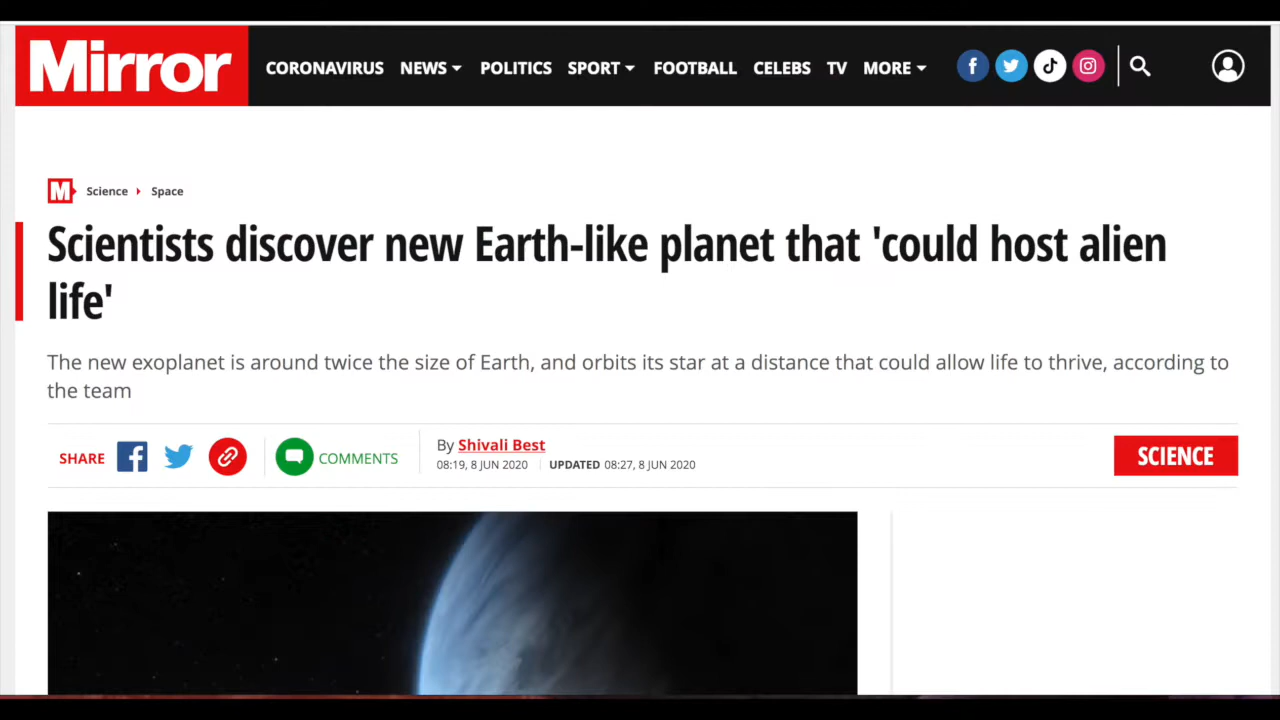 Mirror
CORONAVIRUS NEWS POLITICS SPORT FOOTBALL CELEBS TV MORE
M Science Space
Scientists discover new Earth-like planet that 'could host alien
life'
The new exoplanet is around twice the size of Earth, and orbits its star at a distance that could allow life to thrive, according to
the team
SHARE COMMENTS
By Shivali Best
08:19, 8 JUN 2020 UPDATED 08:27, 8 JUN 2020
SCIENCE